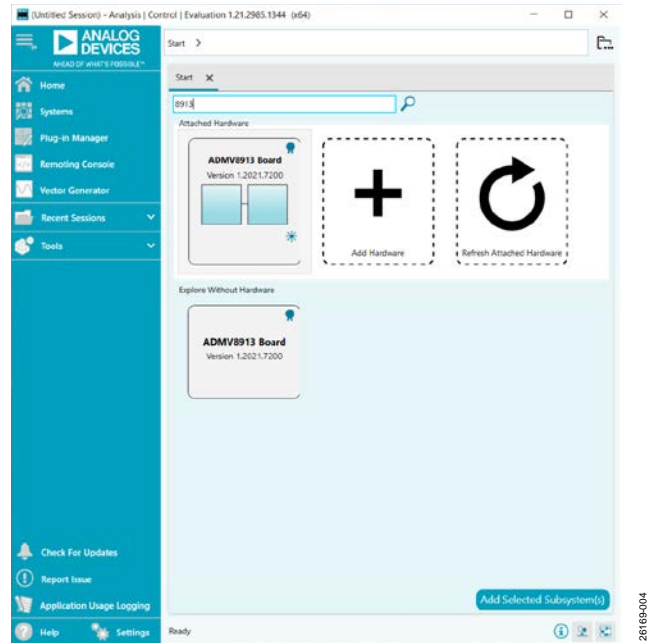 (Untitled Session) - Analysis | Control | Evaluation 1.21.2985.1344 (x64)
ANALOG
DEVICES
AHEAD OF WHAT'S POSSIBLE™
Start >
Home
Systems
Plug-in Manager
Remoting Console
Vector Generator
Recent Sessions
Tools
Start
8913
Attached Hardware
ADMV8913 Board
Version 1.2021.7200
Add Hardware
Refresh Attached Hardware
Explore Without Hardware
ADMV8913 Board
Version 1.2021.7200
Check For Updates
Report Issue
Application Usage Logging
Add Selected Subsystem(s)
Help
Settings
Ready
26169-004